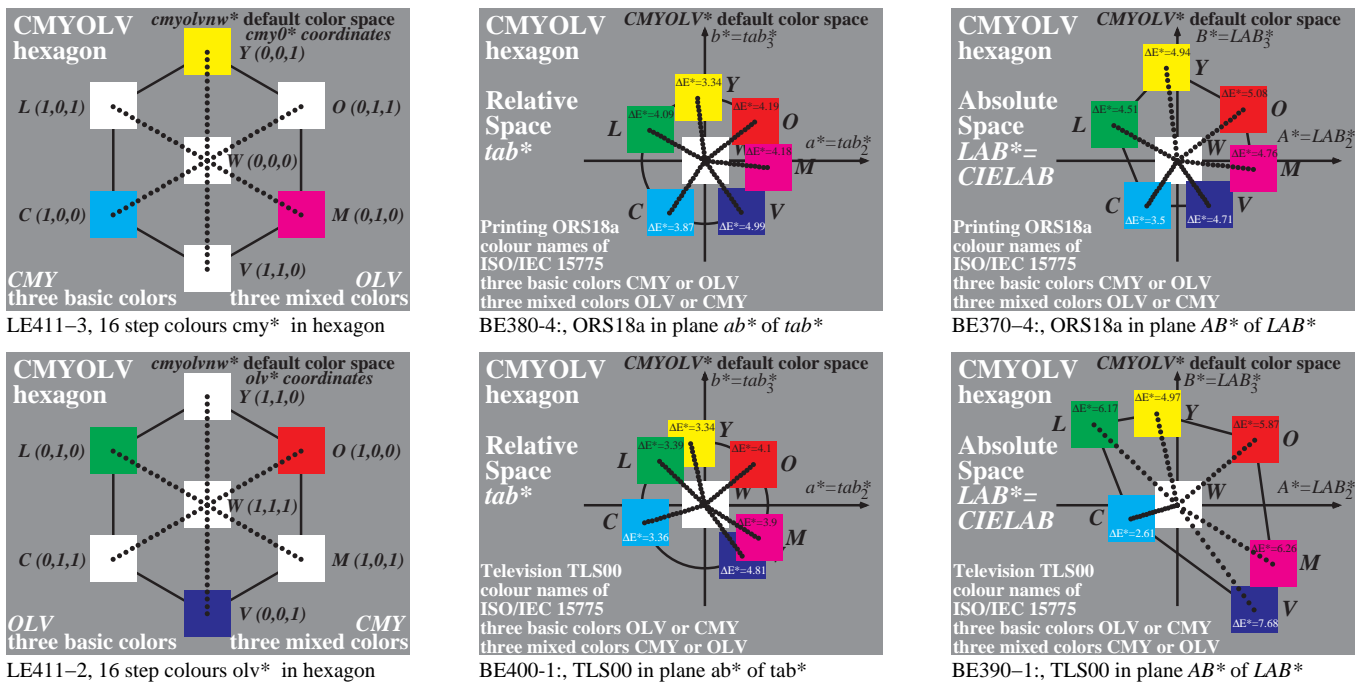 CMYOLV
hexagon
cmyolvnw* default color space
cmy0* coordinates
Y (0,0,1)
L (1,0,1)
O (0,1,1)
W (0,0,0)
C (1,0,0)
M (0,1,0)
V (1,1,0)
CMY
three basic colors
OLV
three mixed colors
LE411–3, 16 step colours cmy* in hexagon
CMYOLV
hexagon
CMYOLV* default color space
b*=tab*3
ΔE*=3.34
Y
Relative
Space
tab*
ΔE*=4.09
L
ΔE*=4.19
O
W
a*=tab*2
ΔE*=4.18
M
C
ΔE*=3.87
ΔE*=4.99
V
Printing ORS18a
colour names of
ISO/IEC 15775
three basic colors CMY or OLV
three mixed colors OLV or CMY
BE380-4:, ORS18a in plane ab* of tab*
CMYOLV
hexagon
CMYOLV* default color space
B*=LAB*3
ΔE*=4.94
Y
Absolute
Space
LAB*=
CIELAB
ΔE*=4.51
L
ΔE*=5.08
O
W
A*=LAB*2
ΔE*=4.76
M
C
ΔE*=3.5
ΔE*=4.71
V
Printing ORS18a
colour names of
ISO/IEC 15775
three basic colors CMY or OLV
three mixed colors OLV or CMY
BE370–4:, ORS18a in plane AB* of LAB*
CMYOLV
hexagon
cmyolvnw* default color space
olv* coordinates
Y (1,1,0)
L (0,1,0)
O (1,0,0)
W (1,1,1)
C (0,1,1)
M (1,0,1)
V (0,0,1)
OLV
three basic colors
CMY
three mixed colors
LE411–2, 16 step colours olv* in hexagon
CMYOLV
hexagon
CMYOLV* default color space
b*=tab*3
ΔE*=3.34
Y
Relative
Space
tab*
ΔE*=3.39
L
ΔE*=4.1
O
W
a*=tab*2
C
ΔE*=3.36
ΔE*=3.9
M
ΔE*=4.81
Television TLS00
colour names of
ISO/IEC 15775
three basic colors OLV or CMY
three mixed colors CMY or OLV
BE400-1:, TLS00 in plane ab* of tab*
CMYOLV
hexagon
CMYOLV* default color space
B*=LAB*3
ΔE*=4.97
Y
ΔE*=6.17
L
Absolute
Space
LAB*=
CIELAB
ΔE*=5.87
O
W
A*=LAB*2
C
ΔE*=2.61
ΔE*=6.26
M
ΔE*=7.68
V
Television TLS00
colour names of
ISO/IEC 15775
three basic colors OLV or CMY
three mixed colors CMY or OLV
BE390–1:, TLS00 in plane AB* of LAB*